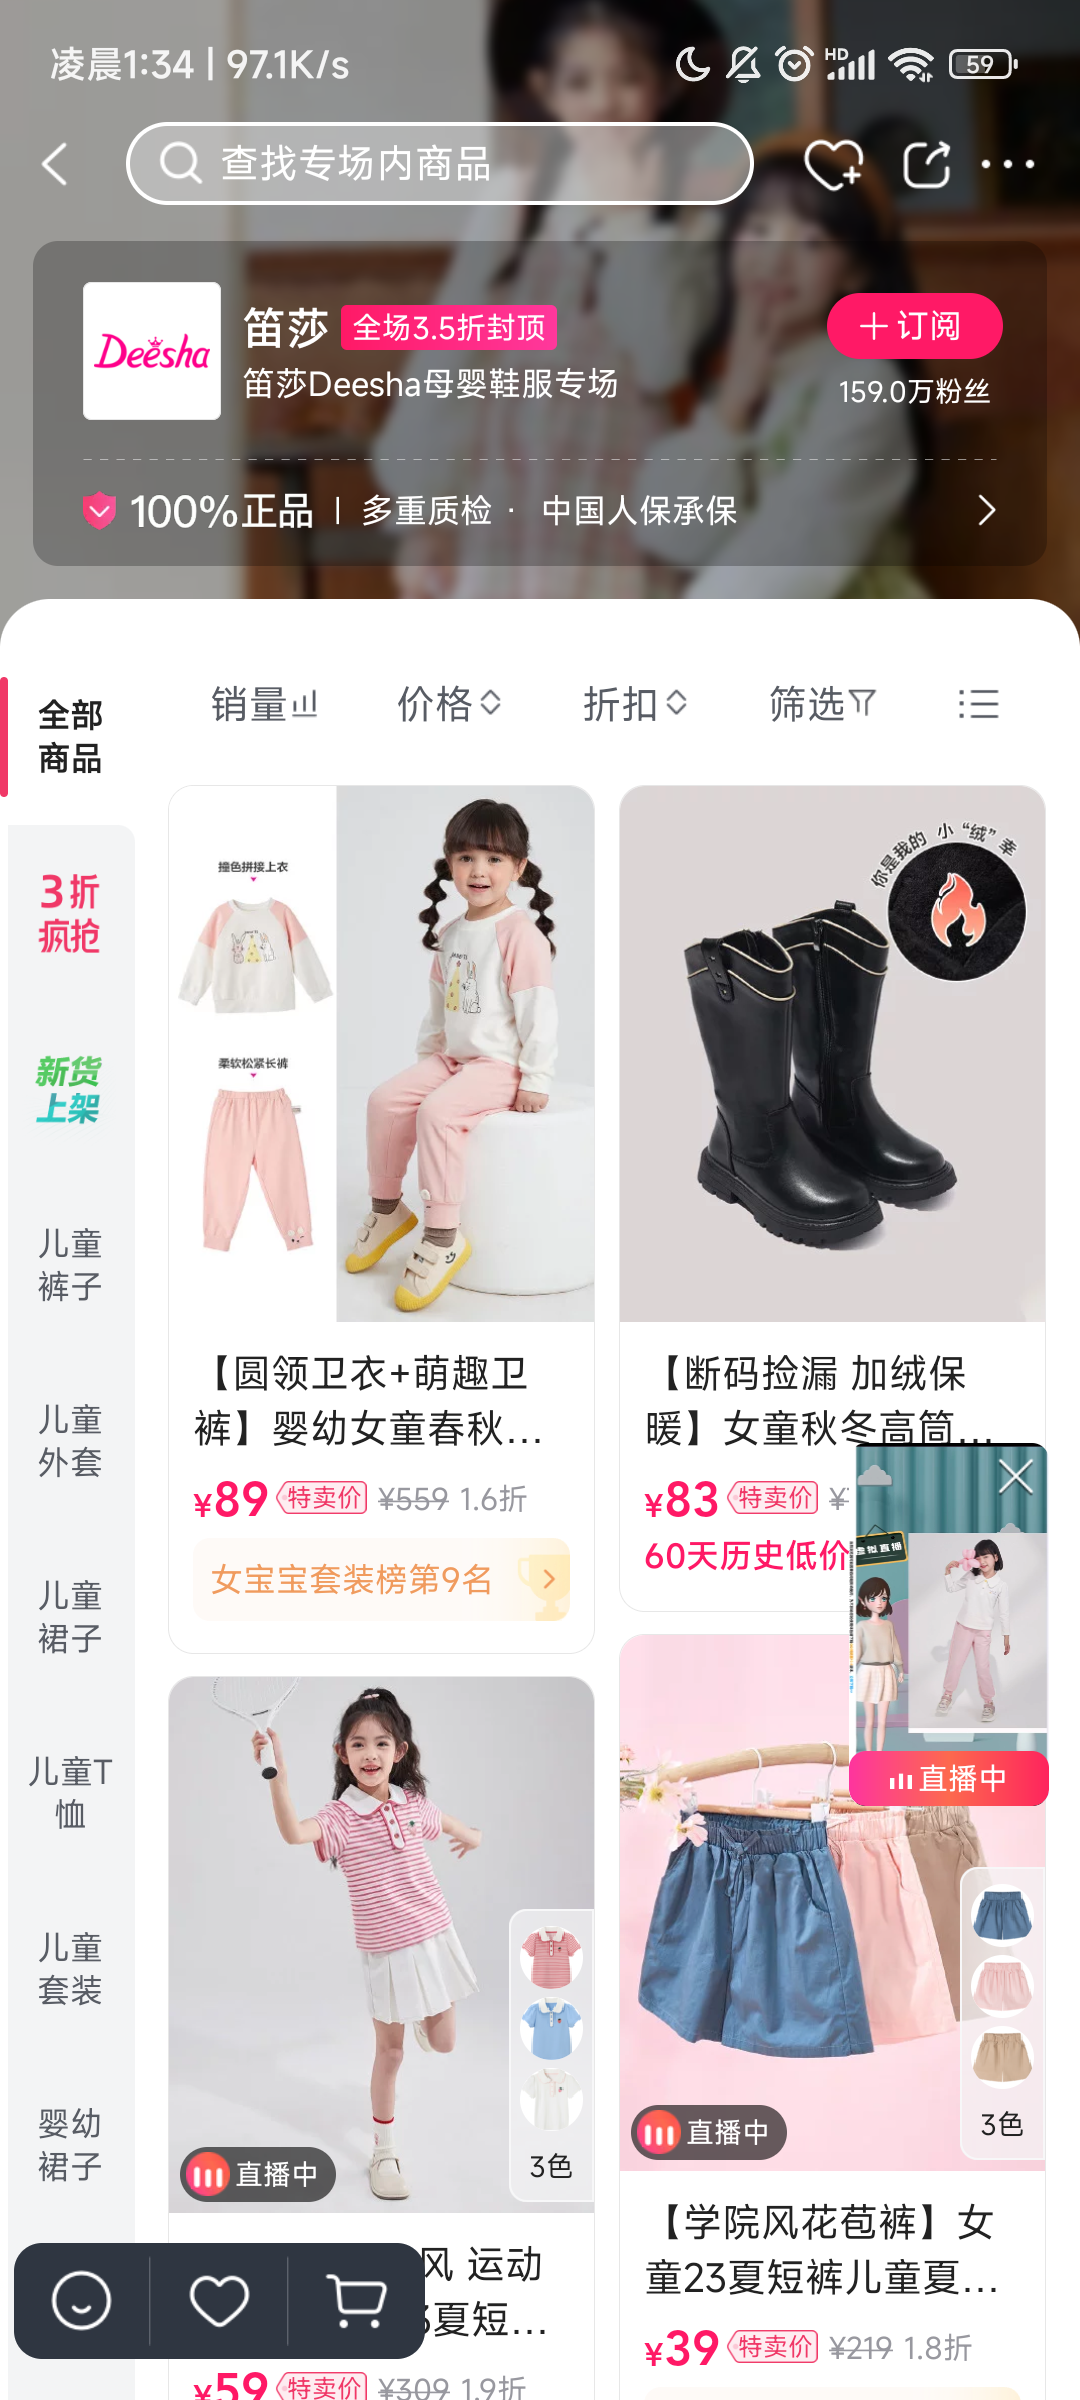 凌晨1:34 | 97.1K/s
HD
59
查找专场内商品
Deesha
笛莎
全场3.5折封顶
笛莎Deesha母婴鞋服专场
订阅
159.0万粉丝
100%正品 | 多重质检 · 中国人保承保
全部
商品
销量
价格
折扣
筛选
3折
疯抢
新货
上架
儿童
裤子
儿童
外套
儿童
裙子
儿童T
恤
儿童
套装
婴幼
裙子
撞色拼接上衣
柔软松紧长裤
【圆领卫衣+萌趣卫
裤】婴幼女童春秋...
¥89 特卖价 ¥559 1.6折
女宝宝套装榜第9名
你是我的 小“绒”幸
【断码捡漏 加绒保
暖】女童秋冬高筒...
¥83 特卖价 ¥
60天历史低价
虚拟直播
直播中
直播中
3色
风 运动
夏短...
¥59 特卖价 ¥309 1.9折
直播中
3色
【学院风花苞裤】女
童23夏短裤儿童夏...
¥39 特卖价 ¥219 1.8折